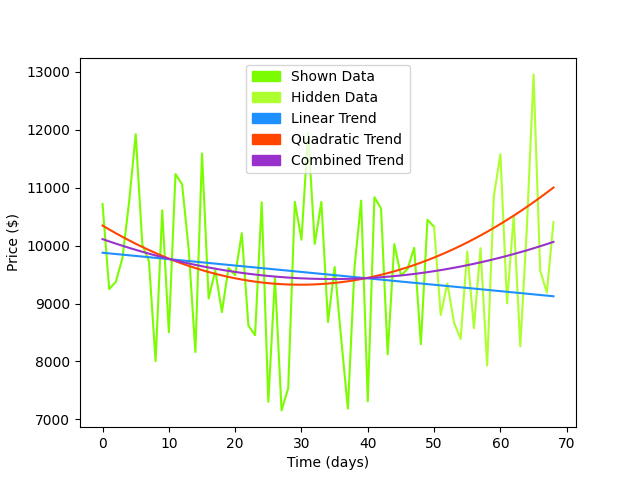 Shown Data
Hidden Data
Linear Trend
Quadratic Trend
Combined Trend
13000
12000
11000
10000
9000
8000
7000
Price ($)
0 10 20 30 40 50 60 70
Time (days)